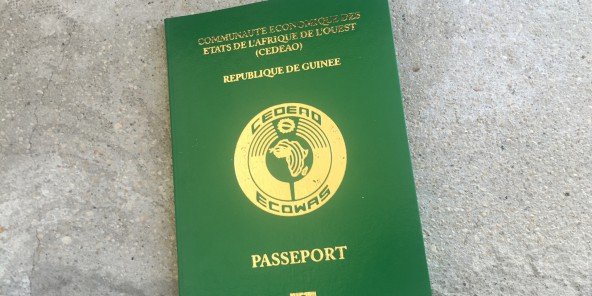 COMMUNAUTE ECONOMIQUE DES
ETATS DE L'AFRIQUE DE L'OUEST
(CEDEAO)
REPUBLIQUE DE GUINEE
CEDEAO
ECOWAS
PASSEPORT